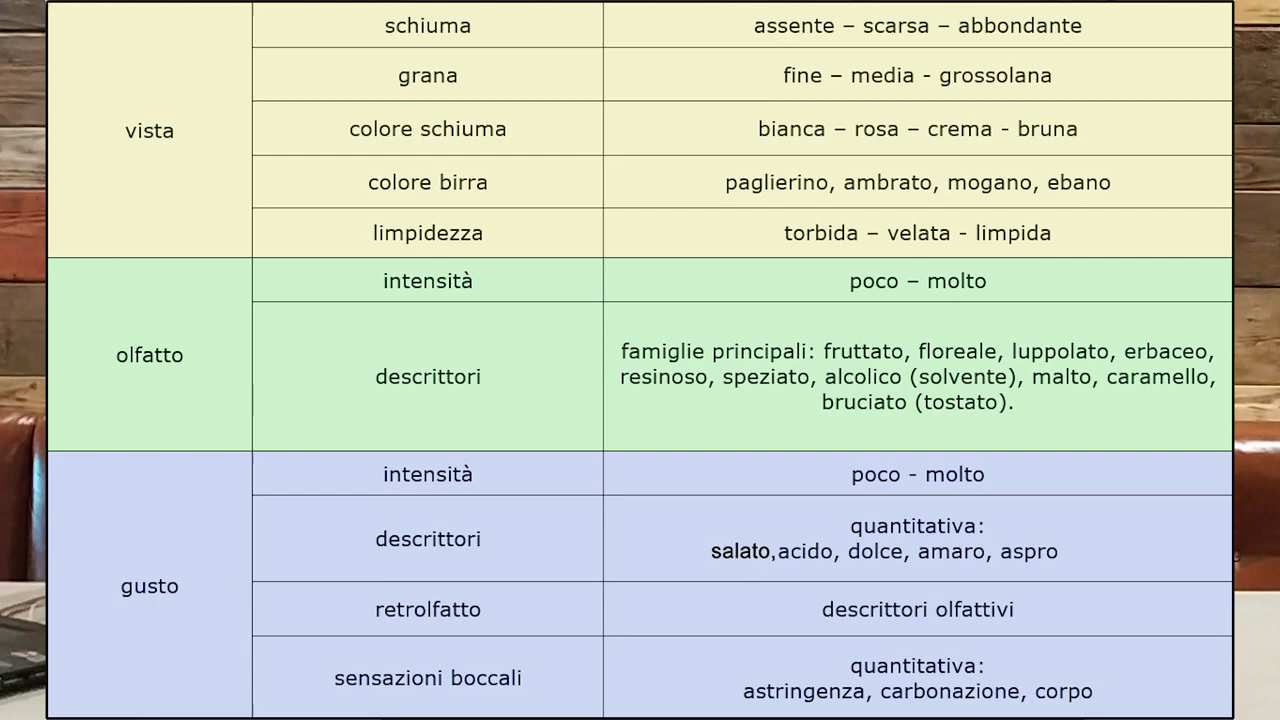 vista
schiuma
assente – scarsa – abbondante
grana
fine – media - grossolana
colore schiuma
bianca – rosa – crema - bruna
colore birra
paglierino, ambrato, mogano, ebano
limpidezza
torbida – velata - limpida
olfatto
intensità
poco – molto
descrittori
famiglie principali: fruttato, floreale, luppolato, erbaceo,
resinoso, speziato, alcolico (solvente), malto, caramello,
bruciato (tostato).
gusto
intensità
poco - molto
descrittori
quantitativa:
salato,acido, dolce, amaro, aspro
retrolfatto
descrittori olfattivi
sensazioni boccali
quantitativa:
astringenza, carbonazione, corpo